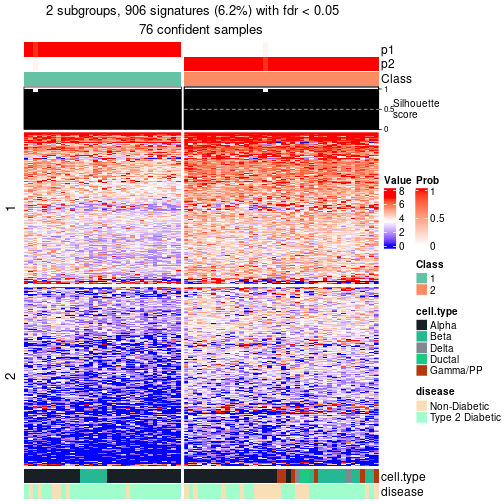 2 subgroups, 906 signatures (6.2%) with fdr < 0.05
76 confident samples
p1
p2
Class
1
0.5
0
Silhouette
score
1
2
Value
8
6
4
2
0
Prob
1
0.5
0
Class
1
2
cell.type
Alpha
Beta
Delta
Ductal
Gamma/PP
disease
Non-Diabetic
Type 2 Diabetic
cell.type
disease